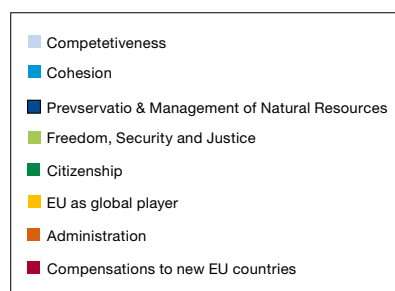 Competetiveness
Cohesion
Prevservatio & Management of Natural Resources
Freedom, Security and Justice
Citizenship
EU as global player
Administration
Compensations to new EU countries